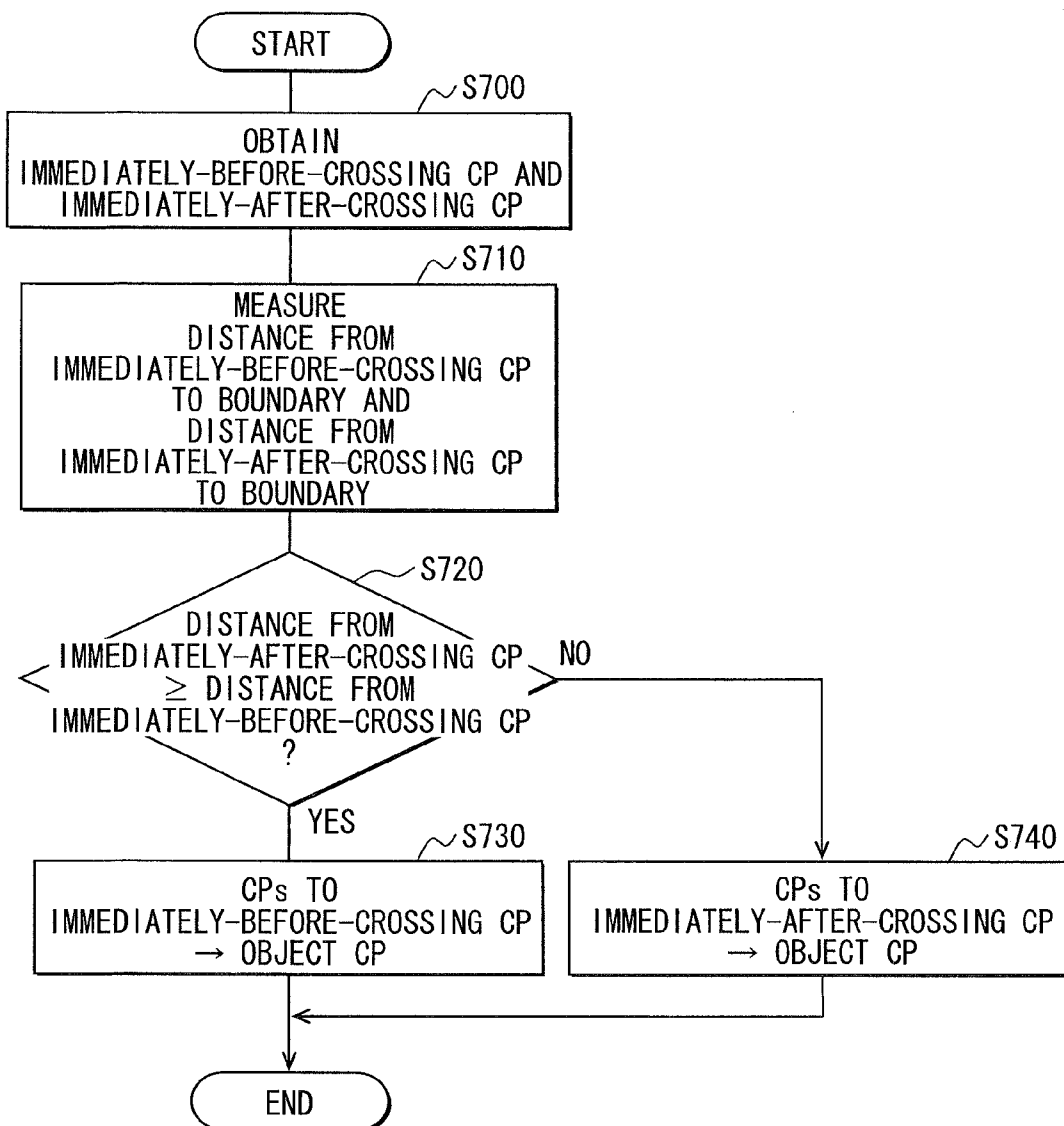 START
S700
OBTAIN
IMMEDIATELY-BEFORE-CROSSING CP AND
IMMEDIATELY-AFTER-CROSSING CP
S710
MEASURE
DISTANCE FROM
IMMEDIATELY-BEFORE-CROSSING CP
TO BOUNDARY AND
DISTANCE FROM
IMMEDIATELY-AFTER-CROSSING CP
TO BOUNDARY
S720
DISTANCE FROM
IMMEDIATELY-AFTER-CROSSING CP
≥ DISTANCE FROM
IMMEDIATELY-BEFORE-CROSSING CP
?
NO
YES
S730
CPs TO
IMMEDIATELY-BEFORE-CROSSING CP
→ OBJECT CP
S740
CPs TO
IMMEDIATELY-AFTER-CROSSING CP
→ OBJECT CP
END